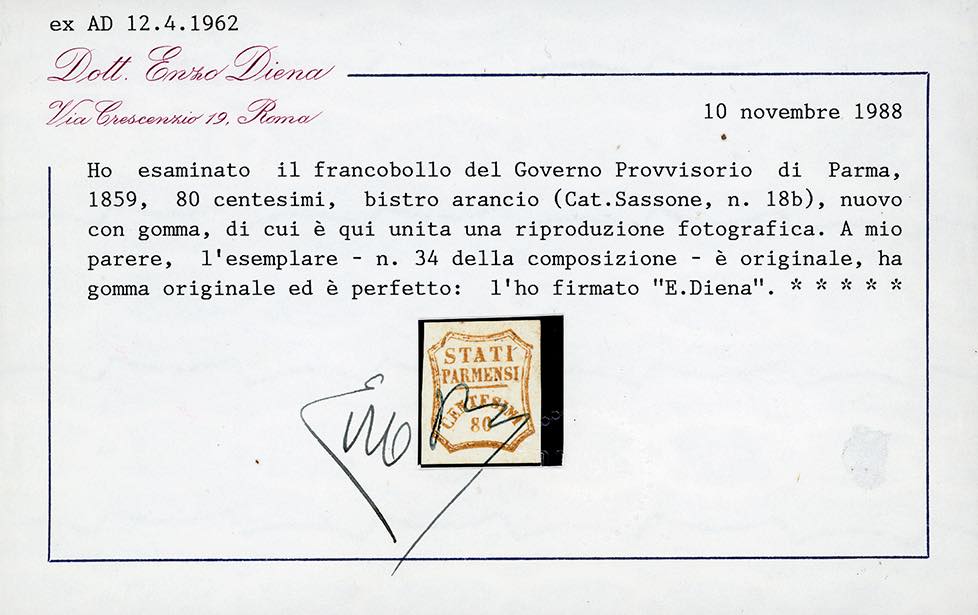 ex AD 12.4.1962
Dott. Enzo Diena
Via Crescenzio 19, Roma
10 novembre 1988
Ho esaminato il francobollo del Governo Provvisorio di Parma,
1859, 80 centesimi, bistro arancio (Cat.Sassone, n. 18b), nuovo
con gomma, di cui è qui unita una riproduzione fotografica. A mio
parere, l'esemplare - n. 34 della composizione - è originale, ha
gomma originale ed è perfetto: l'ho firmato "E.Diena". * * * * *
STATI
PARMENSI
CENTESIMI
80